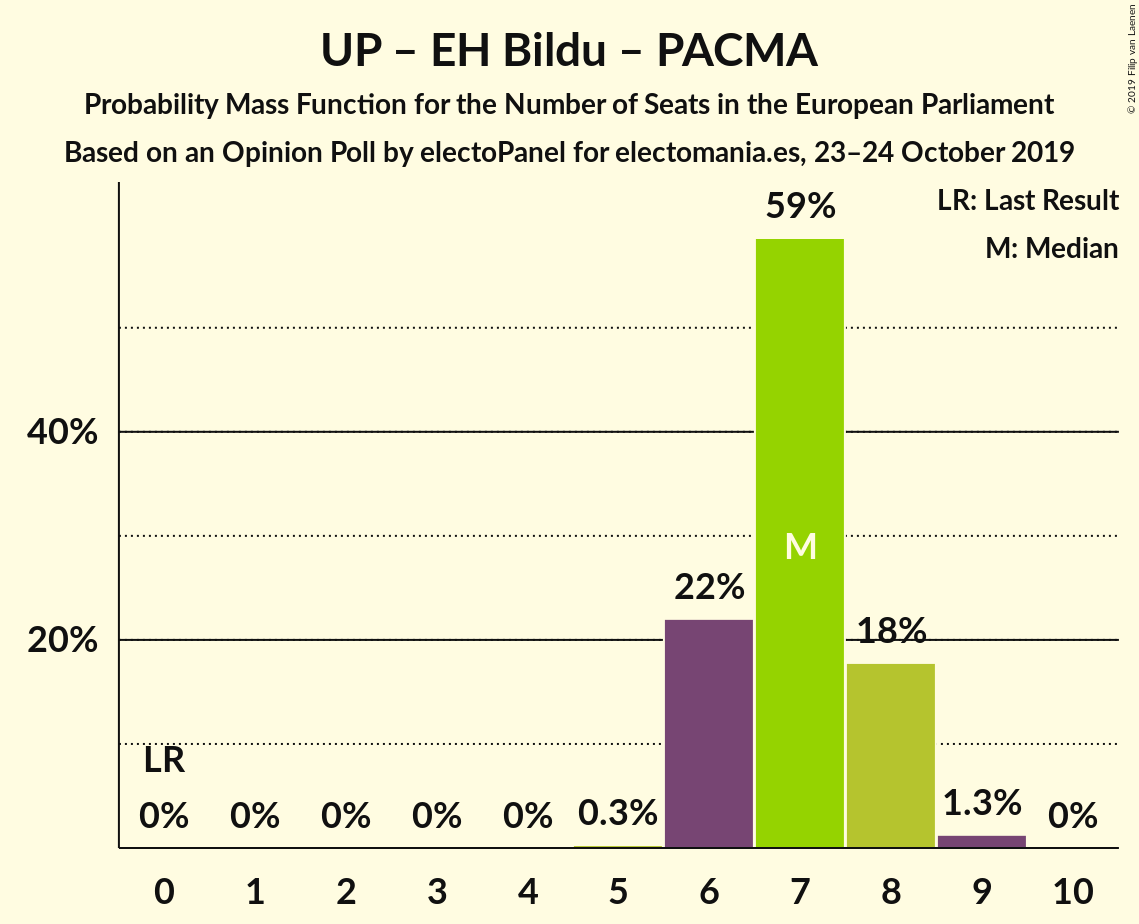 UP – EH Bildu – PACMA
Probability Mass Function for the Number of Seats in the European Parliament
Based on an Opinion Poll by electoPanel for electomania.es, 23–24 October 2019
© 2019 Filip van Laenen
LR: Last Result
M: Median
59%
40%
M
22%
20%
18%
LR
0% 0% 0% 0% 0% 0.3% 1.3% 0%
0 1 2 3 4 5 6 7 8 9 10